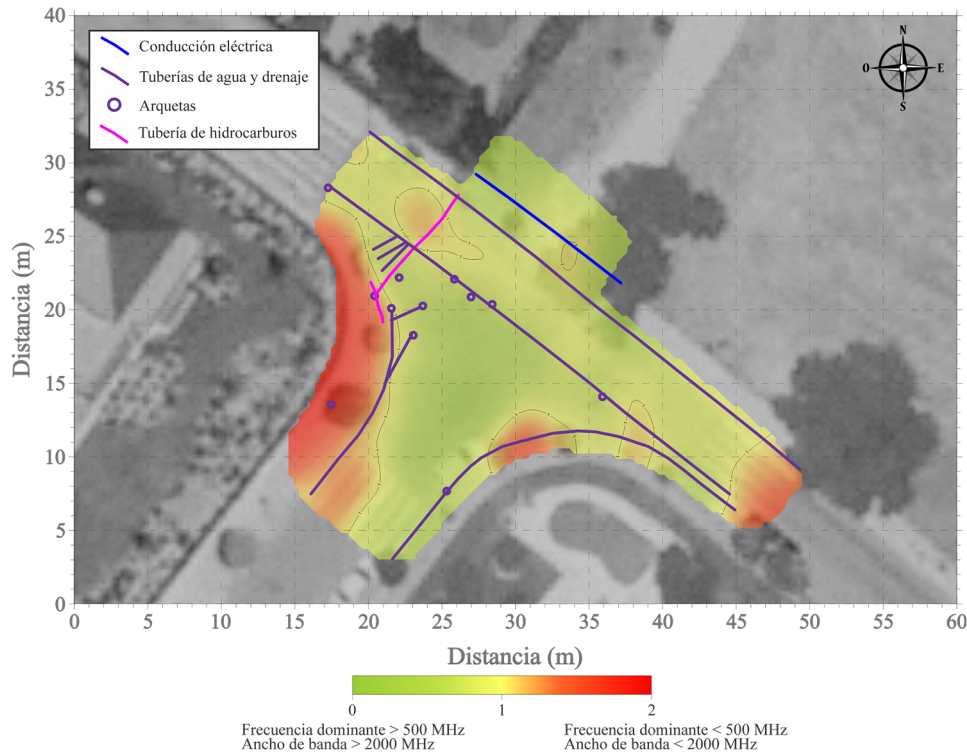 40
35
30
25
20
15
10
5
0
Distancia (m)
Conducción eléctrica
Tuberías de agua y drenaje
Arquetas
Tubería de hidrocarburos
N
O
E
S
0
5
10
15
20
25
30
35
40
45
50
55
60
Distancia (m)
0
1
2
Frecuencia dominante > 500 MHz
Ancho de banda > 2000 MHz
Frecuencia dominante < 500 MHz
Ancho de banda < 2000 MHz